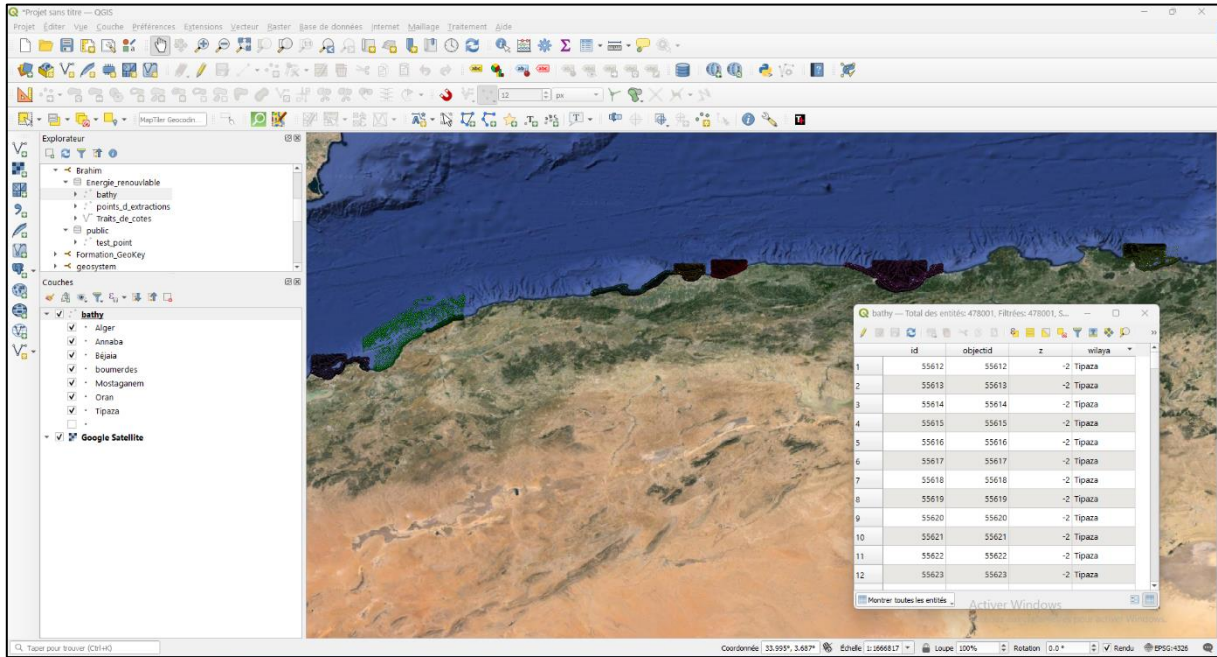 *Projet sans titre — QGIS
Projet Éditer Vue Couche Préférences Extensions Vecteur Raster Base de données Internet Maillage Traitement Aide
12 px
MapTiler Geocodin...
Explorateur
Brahim
Energie_renouvlable
bathy
points_d_extractions
Traits_de_cotes
public
test_point
Formation_GeoKey
geosystem
Couches
bathy
Alger
Annaba
Béjaia
boumerdes
Mostaganem
Oran
Tipaza
Google Satellite
bathy — Total des entités: 478001, Filtrées: 478001, S...
id objectid z wilaya
1 55612 55612 -2 Tipaza
2 55613 55613 -2 Tipaza
3 55614 55614 -2 Tipaza
4 55615 55615 -2 Tipaza
5 55616 55616 -2 Tipaza
6 55617 55617 -2 Tipaza
7 55618 55618 -2 Tipaza
8 55619 55619 -2 Tipaza
9 55620 55620 -2 Tipaza
10 55621 55621 -2 Tipaza
11 55622 55622 -2 Tipaza
12 55623 55623 -2 Tipaza
Montrer toutes les entités
Activer Windows
Taper pour trouver (Ctrl+K) Coordonnée 33.995°, 3.687° Échelle 1:1666817 Loupe 100% Rotation 0.0 ° Rendu EPSG:4326